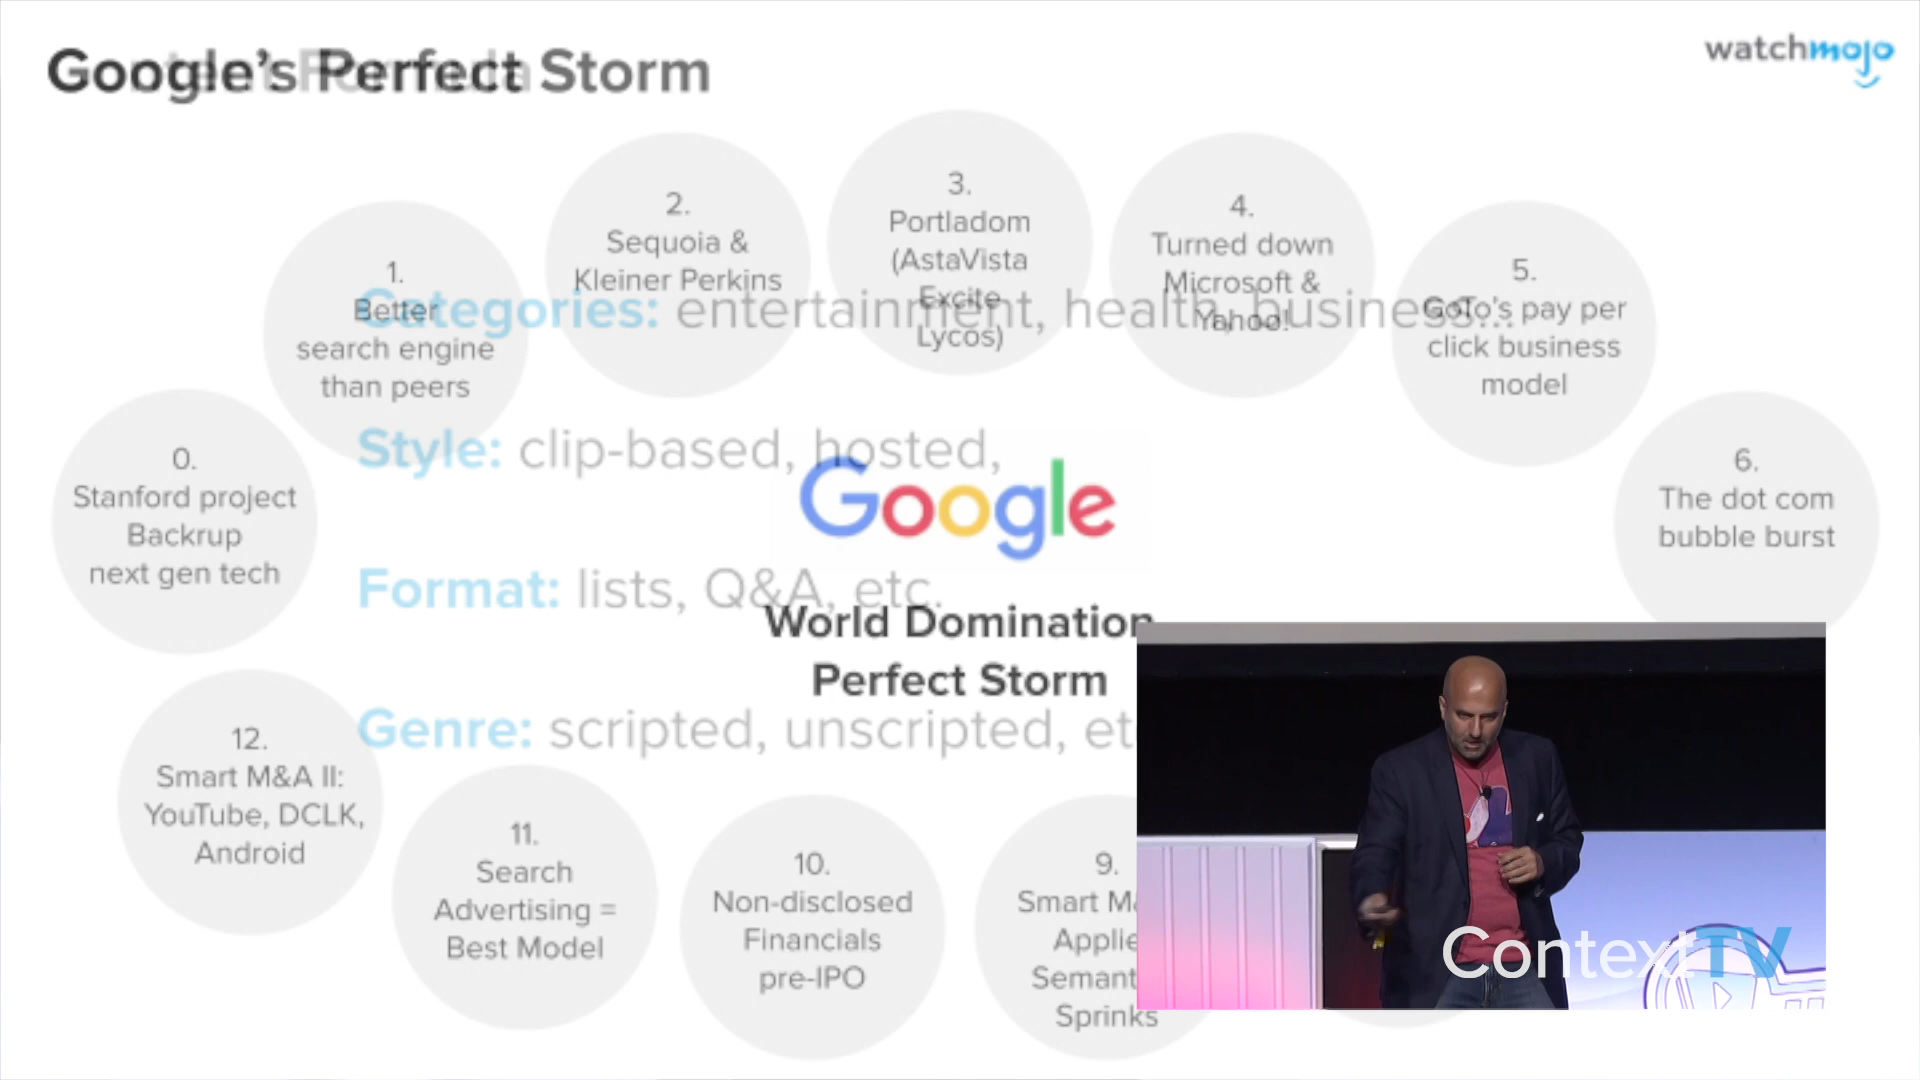 Google's Perfect Storm
watchmojo
0.
Stanford project
Backrup
next gen tech
1.
Better
search engine
than peers
2.
Sequoia &
Kleiner Perkins
3.
Portladom
(AstaVista
Excite
Lycos)
4.
Turned down
Microsoft &
Yahoo!
5.
GoTo's pay per
click business
model
6.
The dot com
bubble burst
Categories: entertainment, health, business...
Style: clip-based, hosted,
Format: lists, Q&A, etc.
Genre: scripted, unscripted,
Google
World Domination
Perfect Storm
12.
Smart M&A II:
YouTube, DCLK,
Android
11.
Search
Advertising =
Best Model
10.
Non-disclosed
Financials
pre-IPO
9.
Smart
Sprinks
ContextTV